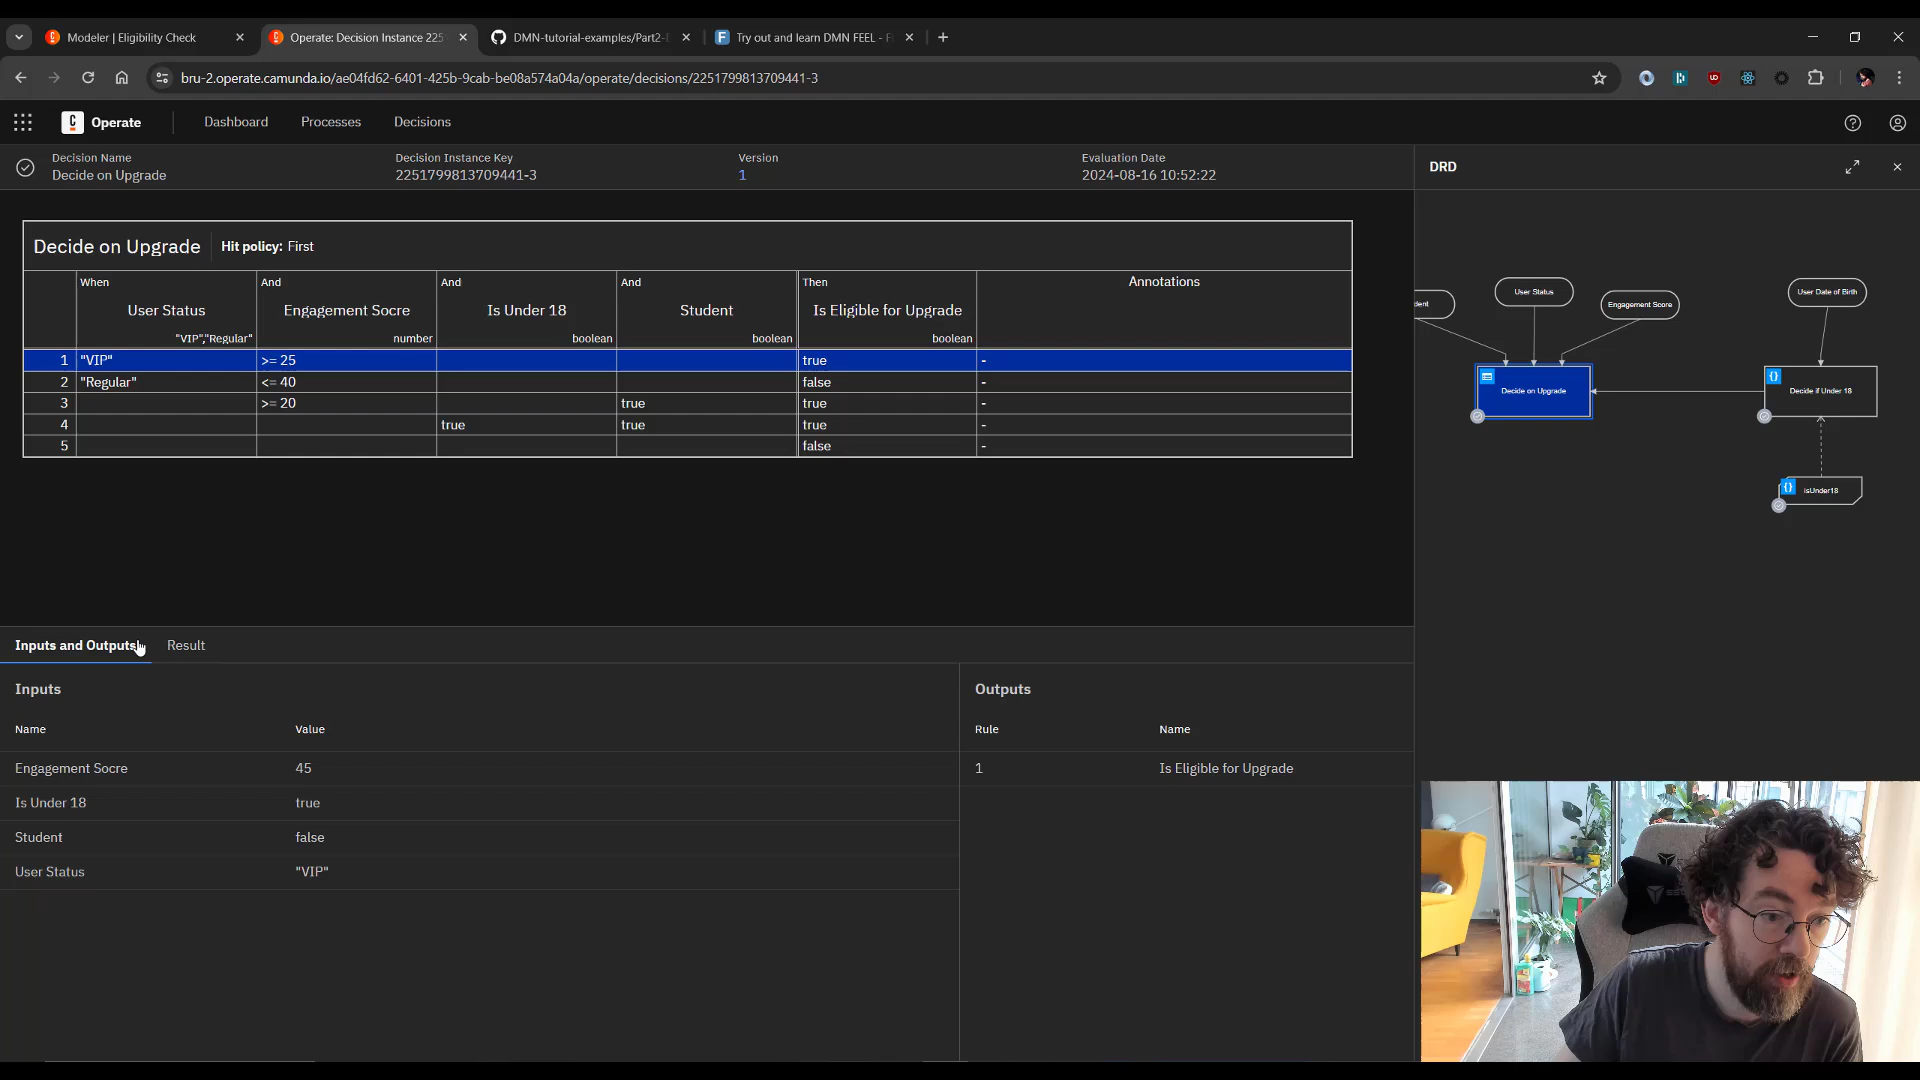 Modeler | Eligibility Check
Operate: Decision Instance 225
DMN-tutorial-examples/Part2-
Try out and learn DMN FEEL - F
bru-2.operate.camunda.io/ae04fd62-6401-425b-9cab-be08a574a04a/operate/decisions/2251799813709441-3
Operate
Dashboard
Processes
Decisions
Decision Name
Decide on Upgrade
Decision Instance Key
2251799813709441-3
Version
1
Evaluation Date
2024-08-16 10:52:22
DRD
Decide on Upgrade
Hit policy: First
When
User Status
"VIP","Regular"
And
Engagement Socre
number
And
Is Under 18
boolean
And
Student
boolean
Then
Is Eligible for Upgrade
boolean
Annotations
1 "VIP" >= 25 true -
2 "Regular" <= 40 false -
3 >= 20 true true -
4 true true true -
5 false -
dent
User Status
Engagement Score
User Date of Birth
Decide on Upgrade
Decide if Under 18
isUnder18
Inputs and Outputs
Result
Inputs
Name Value
Engagement Socre 45
Is Under 18 true
Student false
User Status "VIP"
Outputs
Rule Name
1 Is Eligible for Upgrade